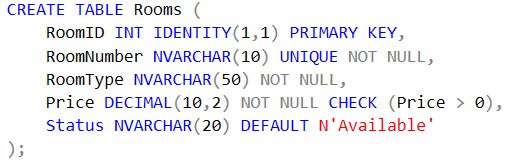 CREATE TABLE Rooms (
    RoomID INT IDENTITY(1,1) PRIMARY KEY,
    RoomNumber NVARCHAR(10) UNIQUE NOT NULL,
    RoomType NVARCHAR(50) NOT NULL,
    Price DECIMAL(10,2) NOT NULL CHECK (Price > 0),
    Status NVARCHAR(20) DEFAULT N'Available'
);